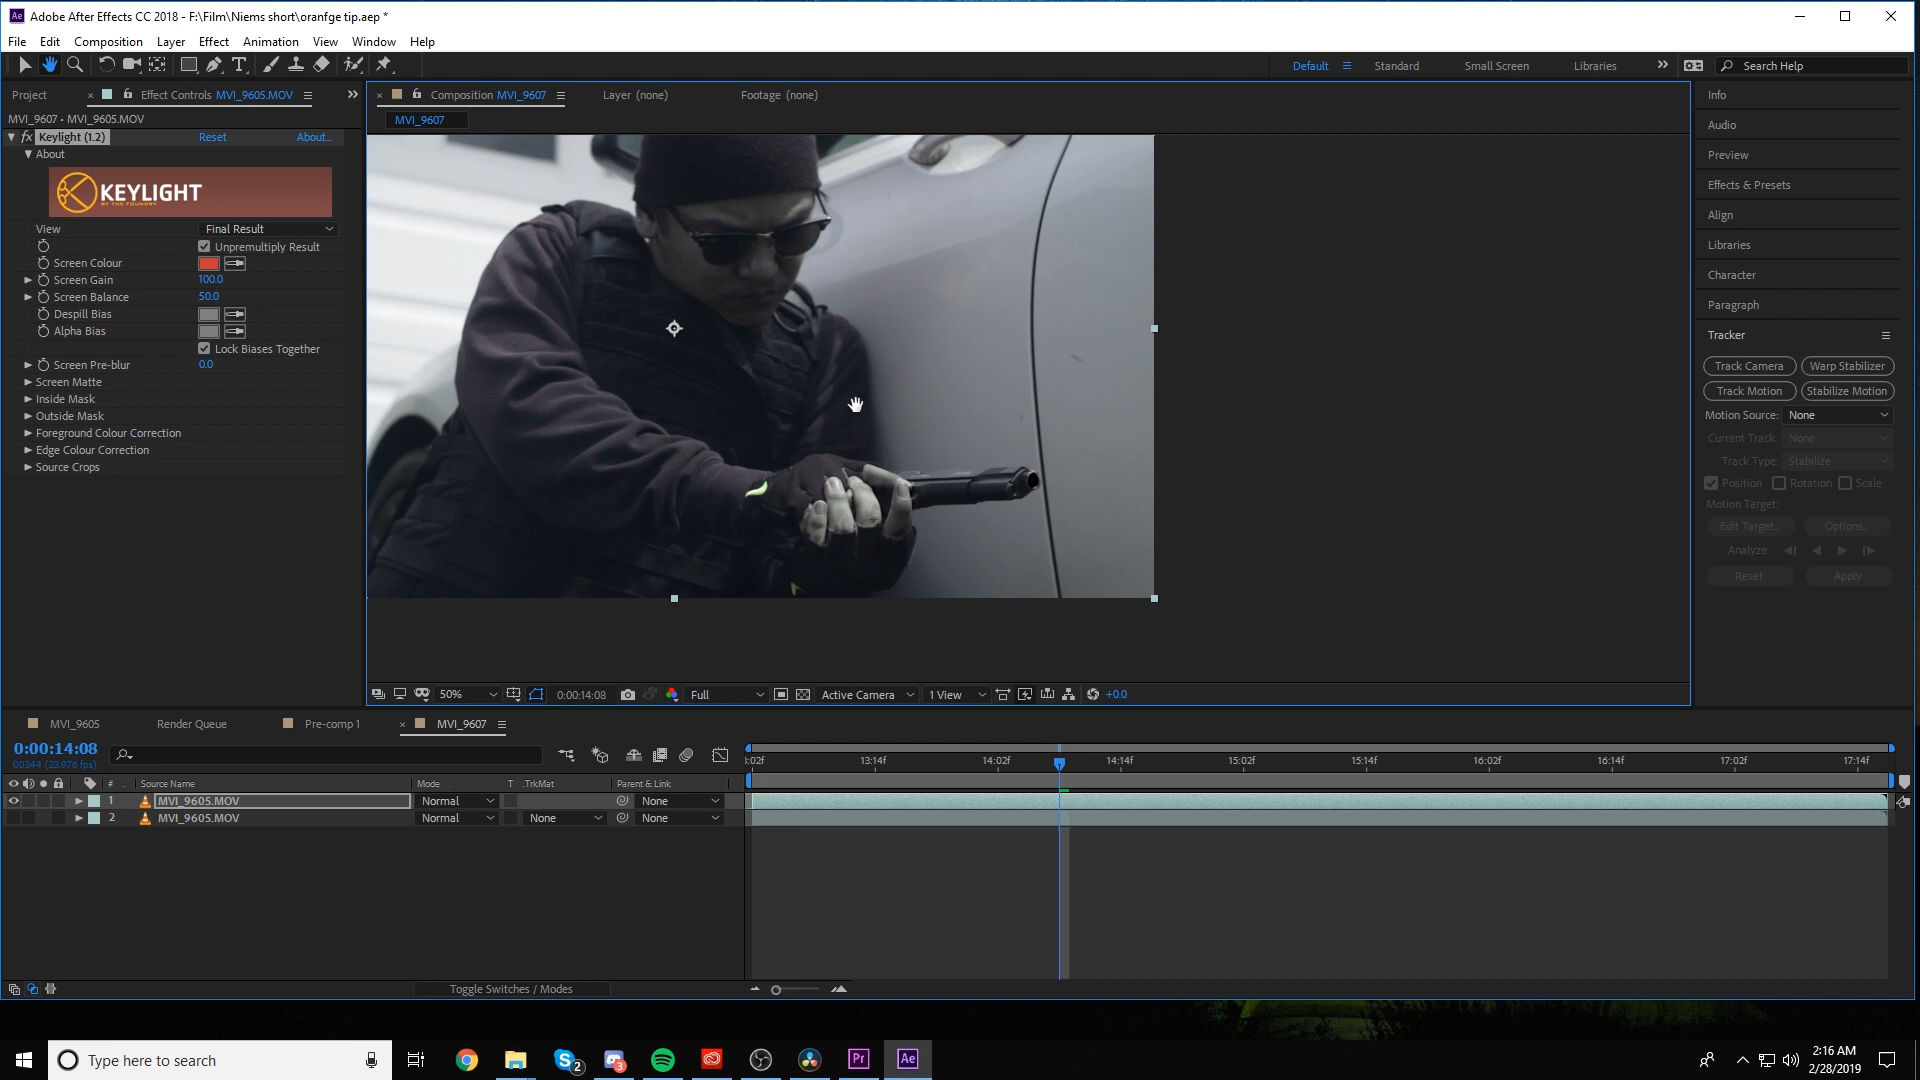 Adobe After Effects CC 2018 - F:\Film\Niems short\oranfge tip.aep *
File Edit Composition Layer Effect Animation View Window Help
Default Standard Small Screen Libraries Search Help
Project Effect Controls MVI_9605.MOV
MVI_9607 • MVI_9605.MOV
fx Keylight (1.2) Reset About...
About
KEYLIGHT
BY THE FOUNDRY
View Final Result
Unpremultiply Result
Screen Colour
Screen Gain 100.0
Screen Balance 50.0
Despill Bias
Alpha Bias
Lock Biases Together
Screen Pre-blur 0.0
Screen Matte
Inside Mask
Outside Mask
Foreground Colour Correction
Edge Colour Correction
Source Crops
Composition MVI_9607 Layer (none) Footage (none)
MVI_9607
50% 0:00:14:08 Full Active Camera 1 View +0.0
Info
Audio
Preview
Effects & Presets
Align
Libraries
Character
Paragraph
Tracker
Track Camera Warp Stabilizer
Track Motion Stabilize Motion
Motion Source: None
Current Track: None
Track Type: Stabilize
Position Rotation Scale
Motion Target:
Edit Target... Options...
Analyze:
Reset Apply
MVI_9605 Render Queue Pre-comp 1 MVI_9607
0:00:14:08
00344 (23.976 fps)
:02f 13:14f 14:02f 14:14f 15:02f 15:14f 16:02f 16:14f 17:02f 17:14f
# Source Name Mode T .TrkMat Parent & Link
1 MVI_9605.MOV Normal None
2 MVI_9605.MOV Normal None None
Toggle Switches / Modes
Type here to search
2
3
Pr
Ae
2:16 AM
2/28/2019